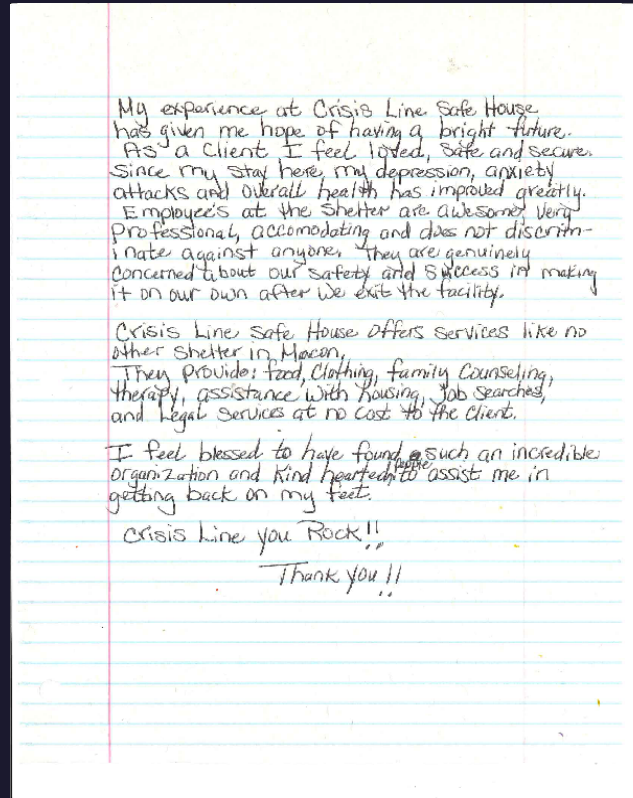 My experience at Crisis Line Safe House
has given me hope of having a bright future.
As a Client I feel loved, safe and secure.
Since my stay here, my depression, anxiety
attacks and overall health has improved greatly.
Employee's at the shelter are awesome, very
professional, accomodating and does not discrim-
inate against anyone. They are genuinely
concerned about our safety and success in making
it on our own after we exit the facility.
Crisis Line Safe House offers services like no
other shelter in Macon.
They provide: food, clothing, family counseling,
therapy, assistance with housing, job searches,
and Legal services at no cost to the client.
I feel blessed to have found such an incredible
organization and kind hearted people to assist me in
getting back on my feet.
Crisis Line you Rock!!
Thank you!!